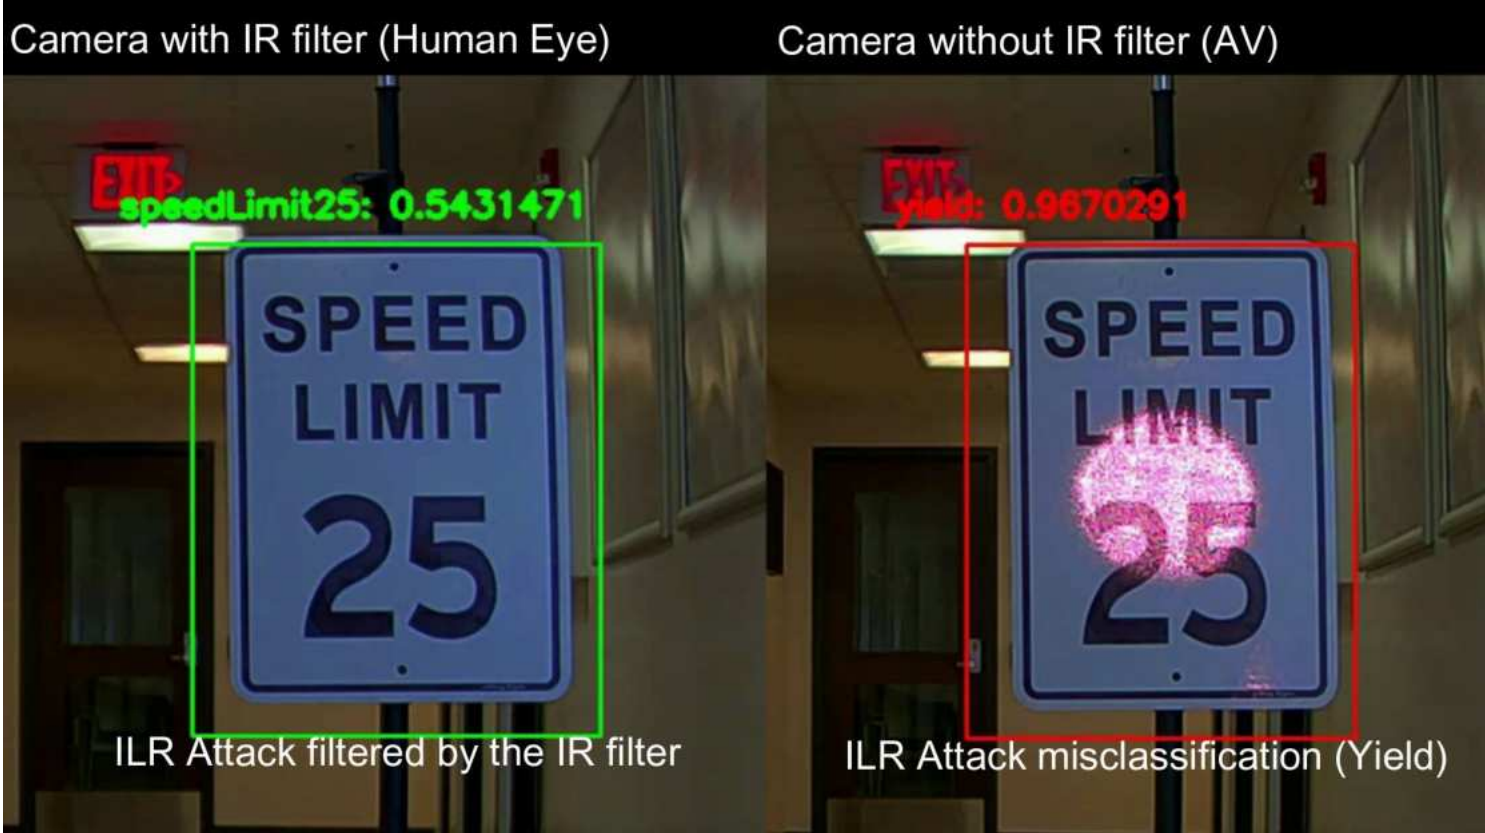 Camera with IR filter (Human Eye)
EXIT
speedLimit25: 0.5431471
SPEED
LIMIT
25
ILR Attack filtered by the IR filter
Camera without IR filter (AV)
EXIT
yield: 0.9670291
SPEED
LIMIT
25
ILR Attack misclassification (Yield)